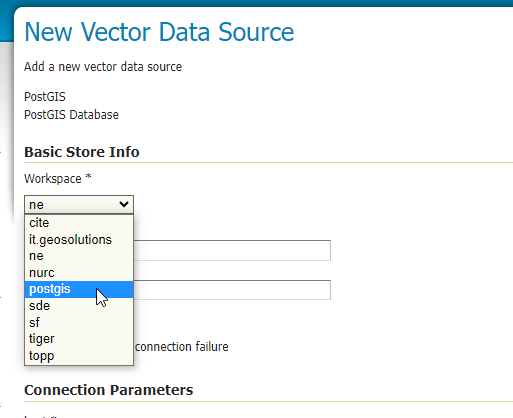 New Vector Data Source
Add a new vector data source
PostGIS
PostGIS Database
Basic Store Info
Workspace *
ne
cite
it.geosolutions
ne
nurc
postgis
sde
sf
tiger
topp
connection failure
Connection Parameters